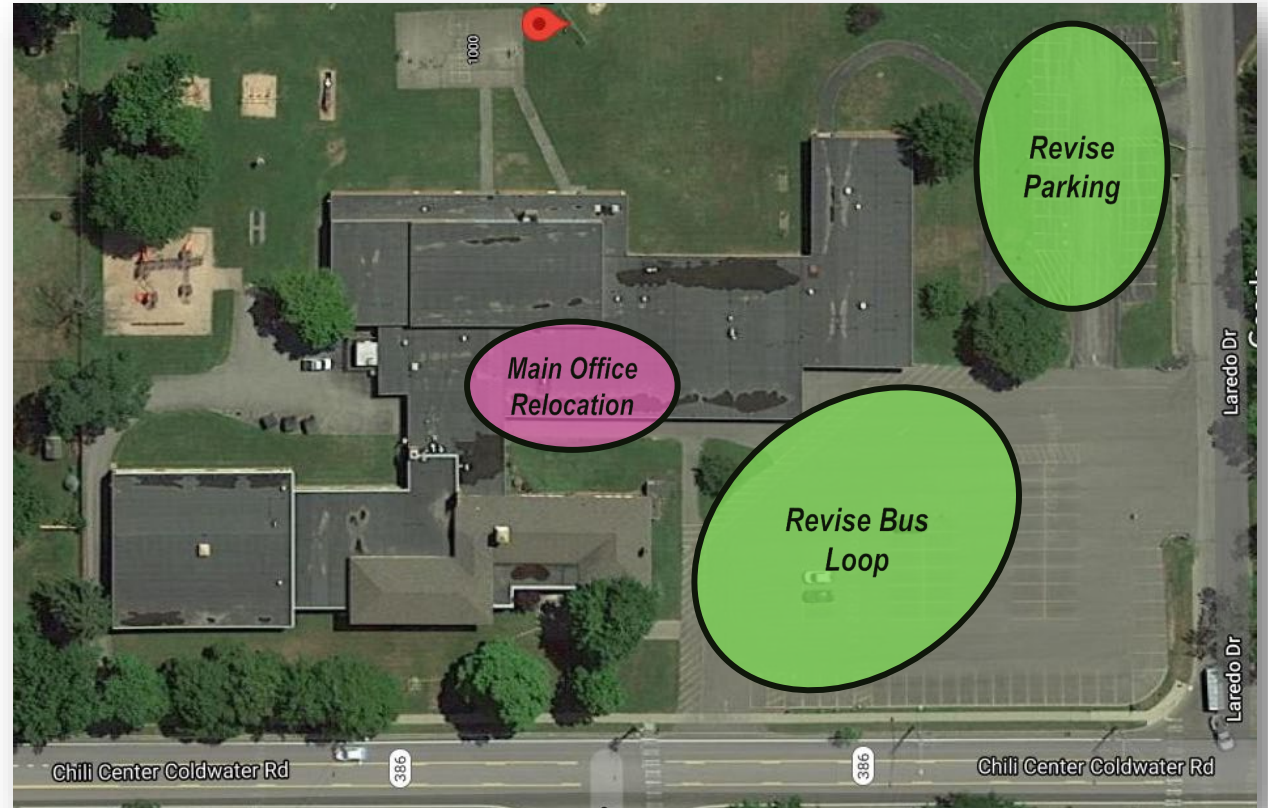 1000
Revise
Parking
Main Office
Relocation
Revise Bus
Loop
Laredo Dr
Laredo Dr
Chili Center Coldwater Rd
386
386
Chili Center Coldwater Rd